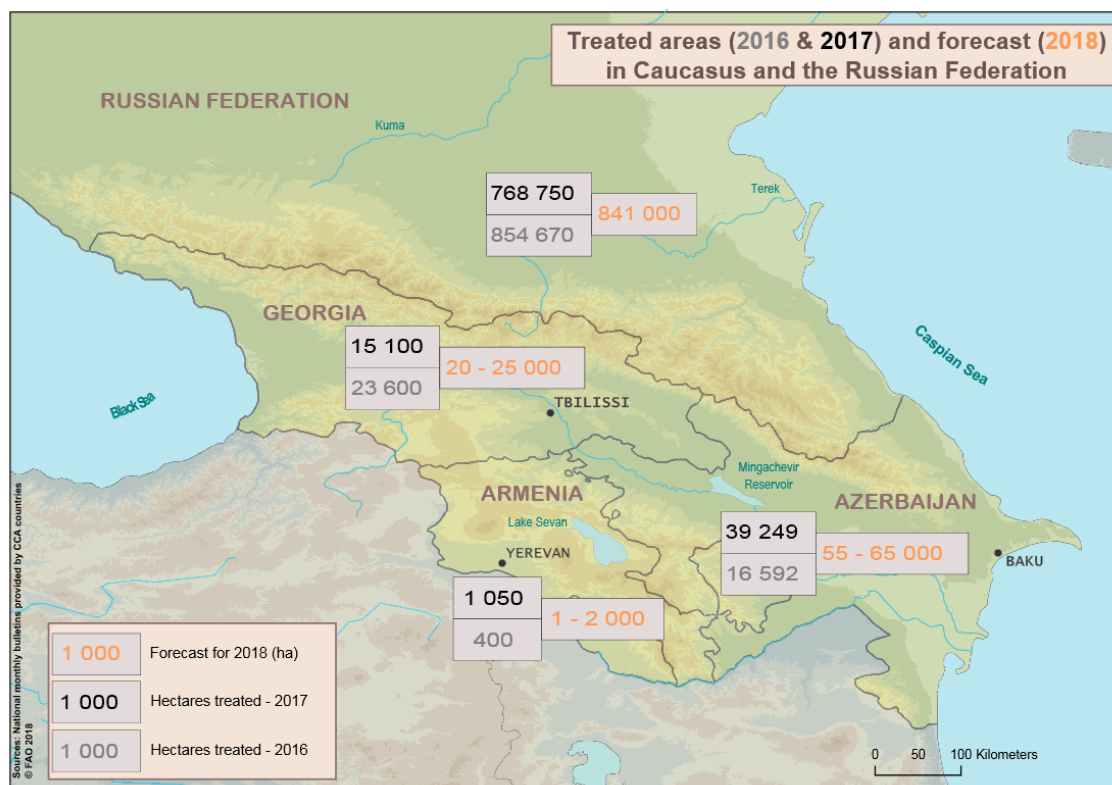 Treated areas (2016 & 2017) and forecast (2018)
in Caucasus and the Russian Federation
RUSSIAN FEDERATION
Kuma
Terek
768 750
841 000
854 670
GEORGIA
15 100
20 - 25 000
23 600
Caspian Sea
Black Sea
TBILISSI
Mingachevir
Reservoir
ARMENIA
AZERBAIJAN
Lake Sevan
39 249
55 - 65 000
16 592
YEREVAN
BAKU
1 050
1 - 2 000
400
1 000
Forecast for 2018 (ha)
1 000
Hectares treated - 2017
1 000
Hectares treated - 2016
0 50 100 Kilometers
Sources: National monthly bulletins provided by CCA countries
© FAO 2018